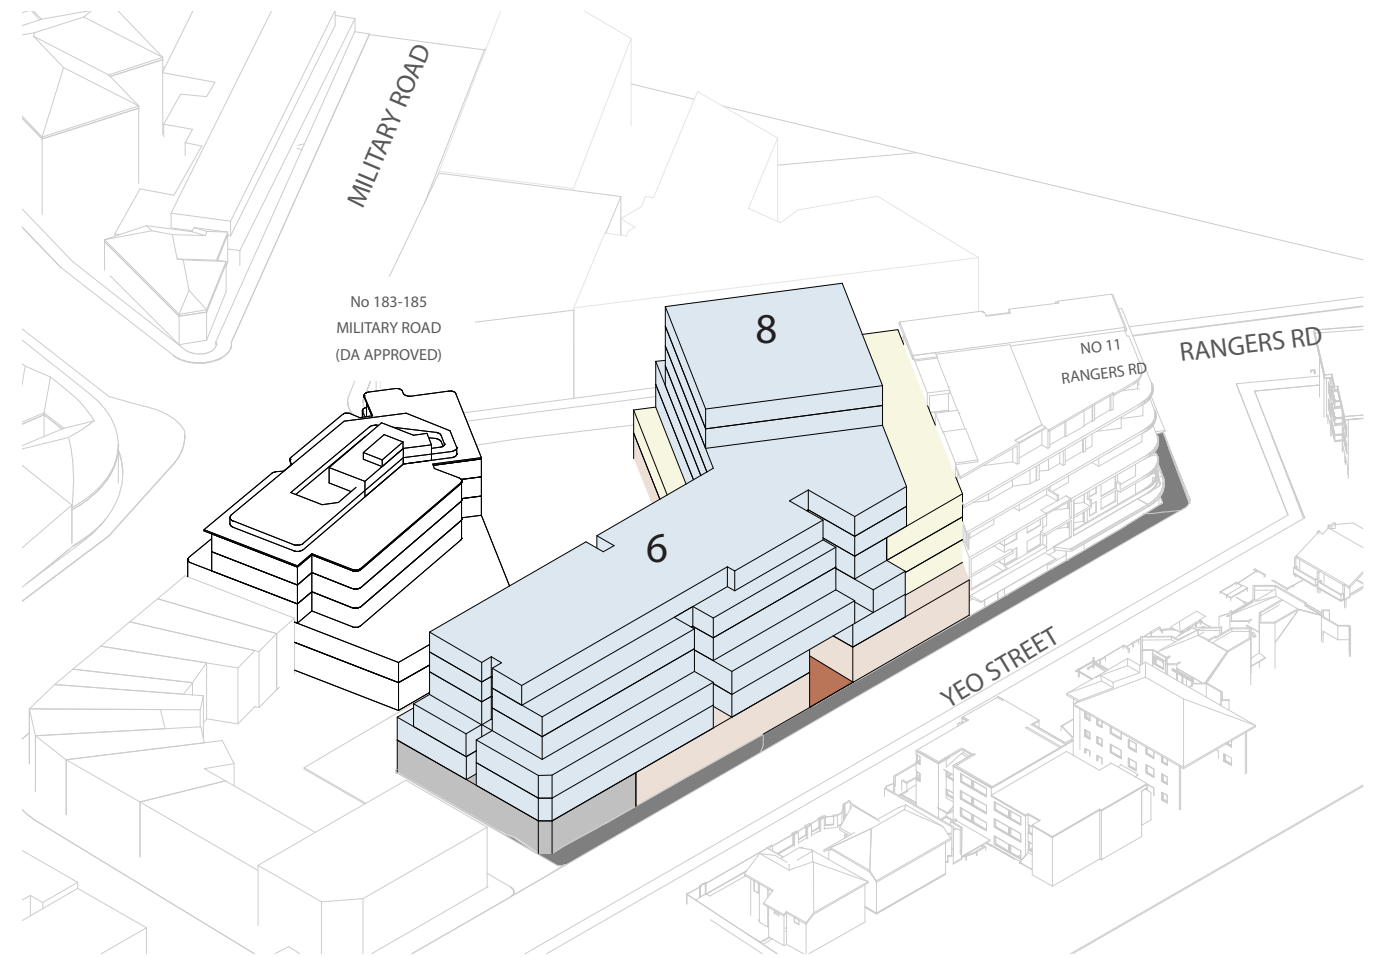 MILITARY ROAD
No 183-185
MILITARY ROAD
(DA APPROVED)
8
NO 11
RANGERS RD
RANGERS RD
6
YEO STREET